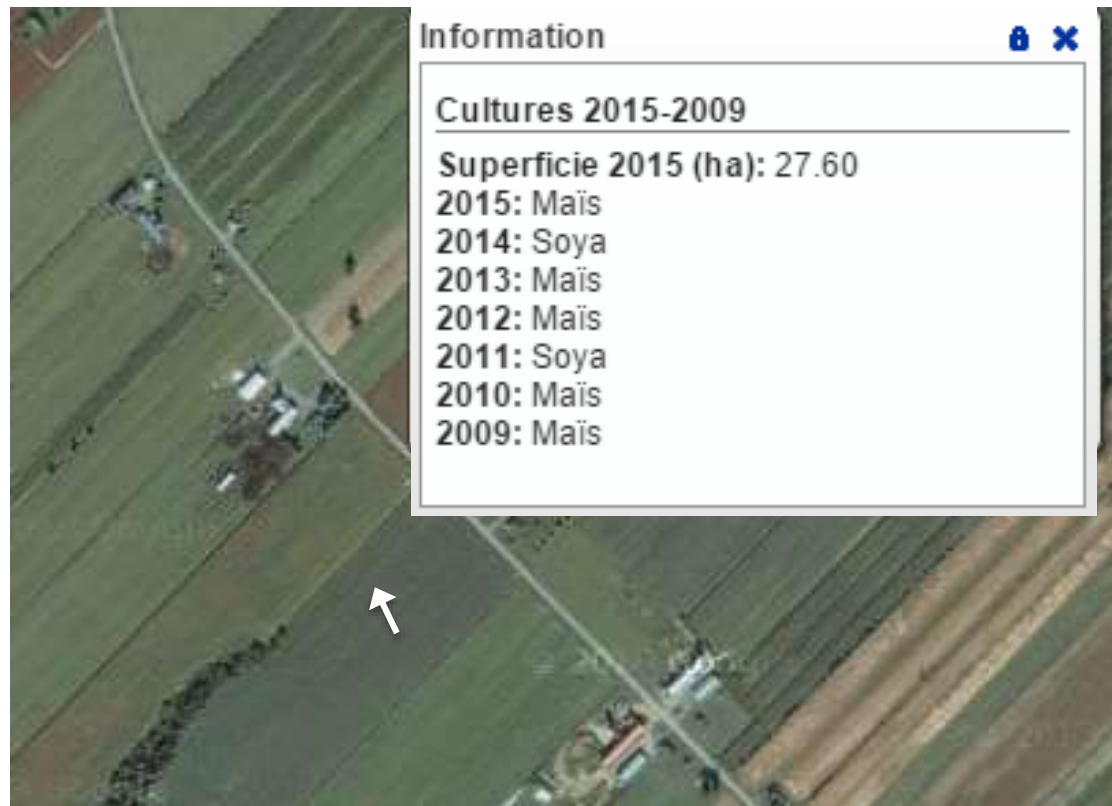 Information
Cultures 2015-2009
Superficie 2015 (ha): 27.60
2015: Maïs
2014: Soya
2013: Maïs
2012: Maïs
2011: Soya
2010: Maïs
2009: Maïs